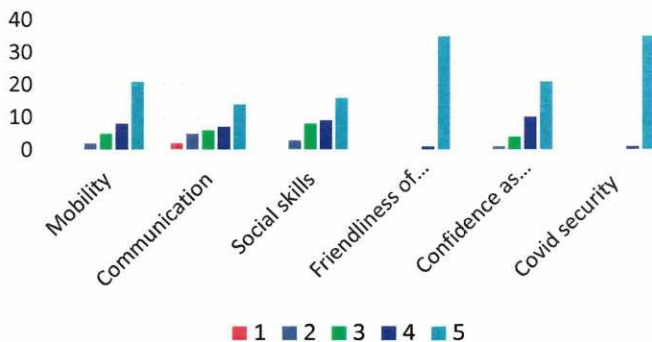 40
30
20
10
0
Mobility
Communication
Social skills
Friendliness of...
Confidence as...
Covid security
1 2 3 4 5